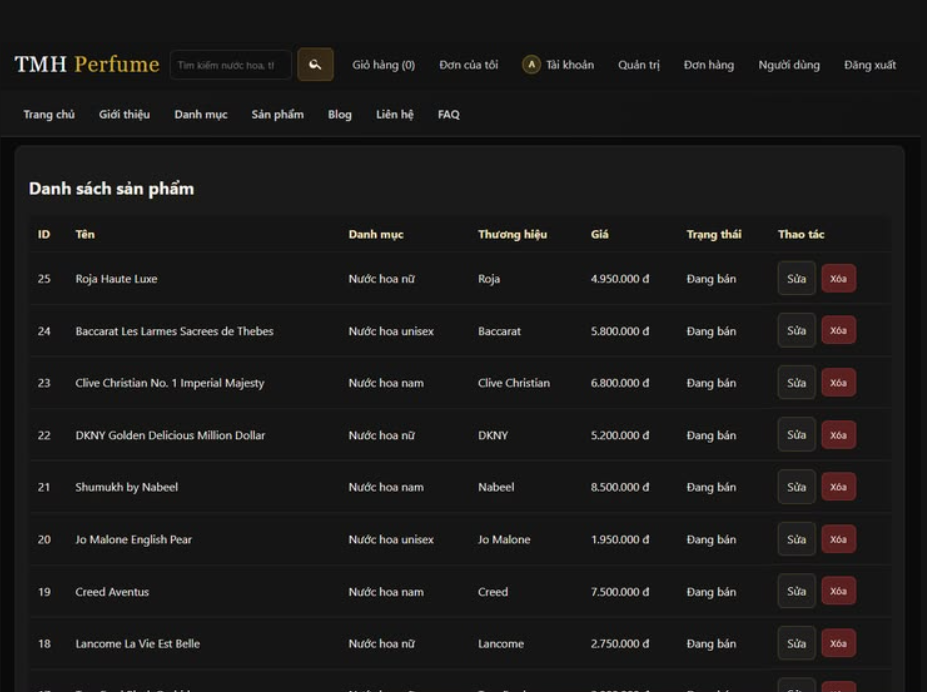 TMH Perfume Tìm kiếm nước hoa, tl Giỏ hàng (0) Đơn của tôi A Tài khoản Quản trị Đơn hàng Người dùng Đăng xuất
Trang chủ Giới thiệu Danh mục Sản phẩm Blog Liên hệ FAQ
Danh sách sản phẩm
ID Tên Danh mục Thương hiệu Giá Trạng thái Thao tác
25 Roja Haute Luxe Nước hoa nữ Roja 4.950.000 đ Đang bán Sửa Xóa
24 Baccarat Les Larmes Sacrees de Thebes Nước hoa unisex Baccarat 5.800.000 đ Đang bán Sửa Xóa
23 Clive Christian No. 1 Imperial Majesty Nước hoa nam Clive Christian 6.800.000 đ Đang bán Sửa Xóa
22 DKNY Golden Delicious Million Dollar Nước hoa nữ DKNY 5.200.000 đ Đang bán Sửa Xóa
21 Shumukh by Nabeel Nước hoa nam Nabeel 8.500.000 đ Đang bán Sửa Xóa
20 Jo Malone English Pear Nước hoa unisex Jo Malone 1.950.000 đ Đang bán Sửa Xóa
19 Creed Aventus Nước hoa nam Creed 7.500.000 đ Đang bán Sửa Xóa
18 Lancome La Vie Est Belle Nước hoa nữ Lancome 2.750.000 đ Đang bán Sửa Xóa